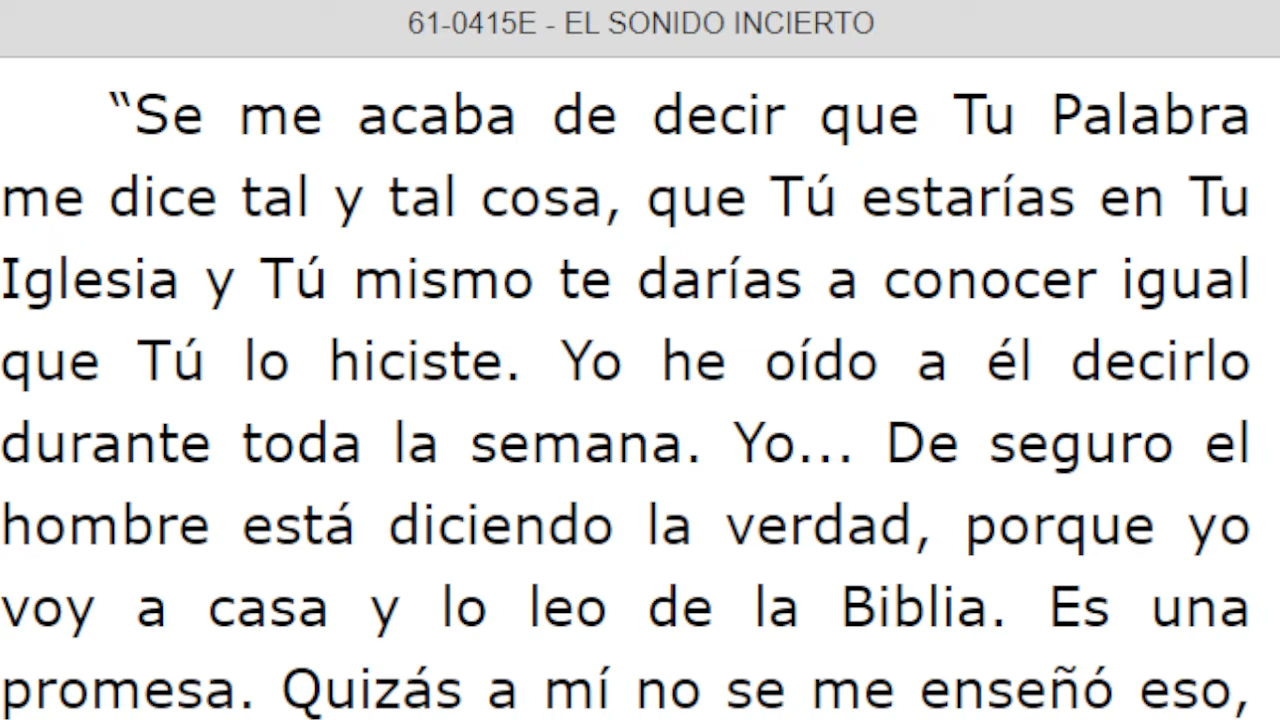 61-0415E - EL SONIDO INCIERTO
“Se me acaba de decir que Tu Palabra
me dice tal y tal cosa, que Tú estarías en Tu
Iglesia y Tú mismo te darías a conocer igual
que Tú lo hiciste. Yo he oído a él decirlo
durante toda la semana. Yo... De seguro el
hombre está diciendo la verdad, porque yo
voy a casa y lo leo de la Biblia. Es una
promesa. Quizás a mí no se me enseñó eso,